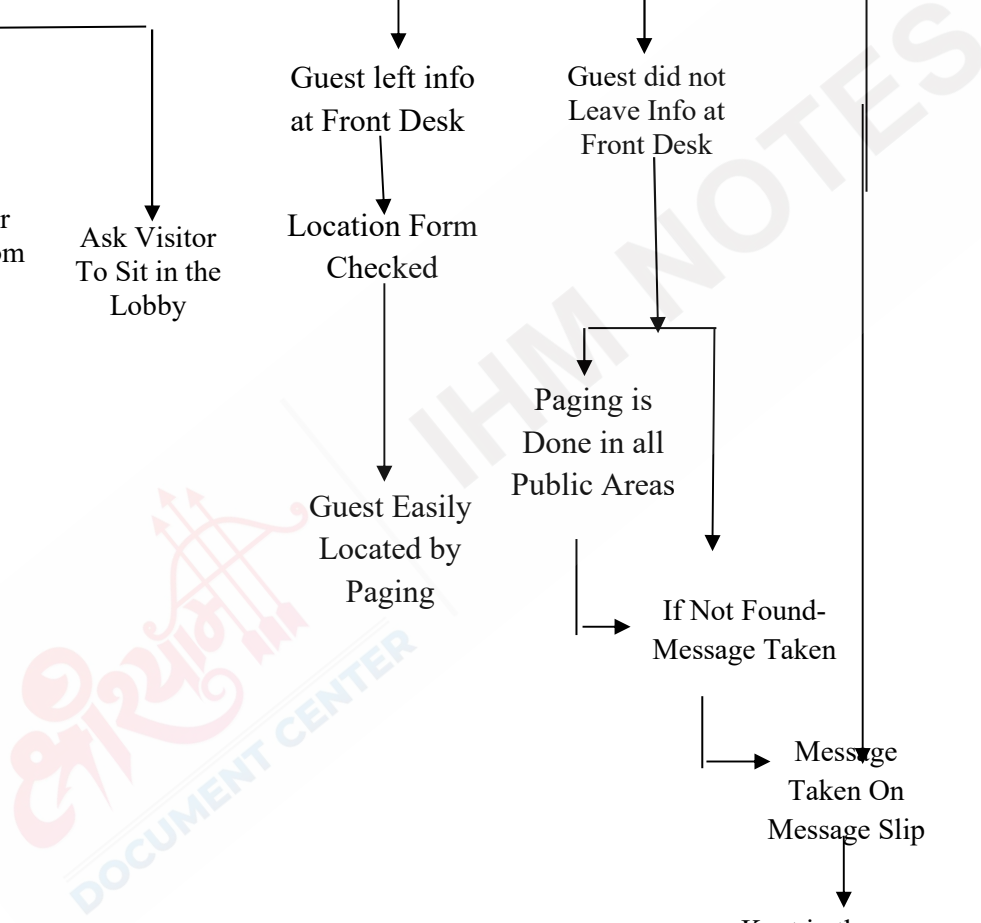 Guest left info
at Front Desk
Guest did not
Leave Info at
Front Desk
r
om
Ask Visitor
To Sit in the
Lobby
Location Form
Checked
Paging is
Done in all
Public Areas
Guest Easily
Located by
Paging
If Not Found-
Message Taken
Message
Taken On
Message Slip
IHM NOTES
श्रीश्याम
DOCUMENT CENTER